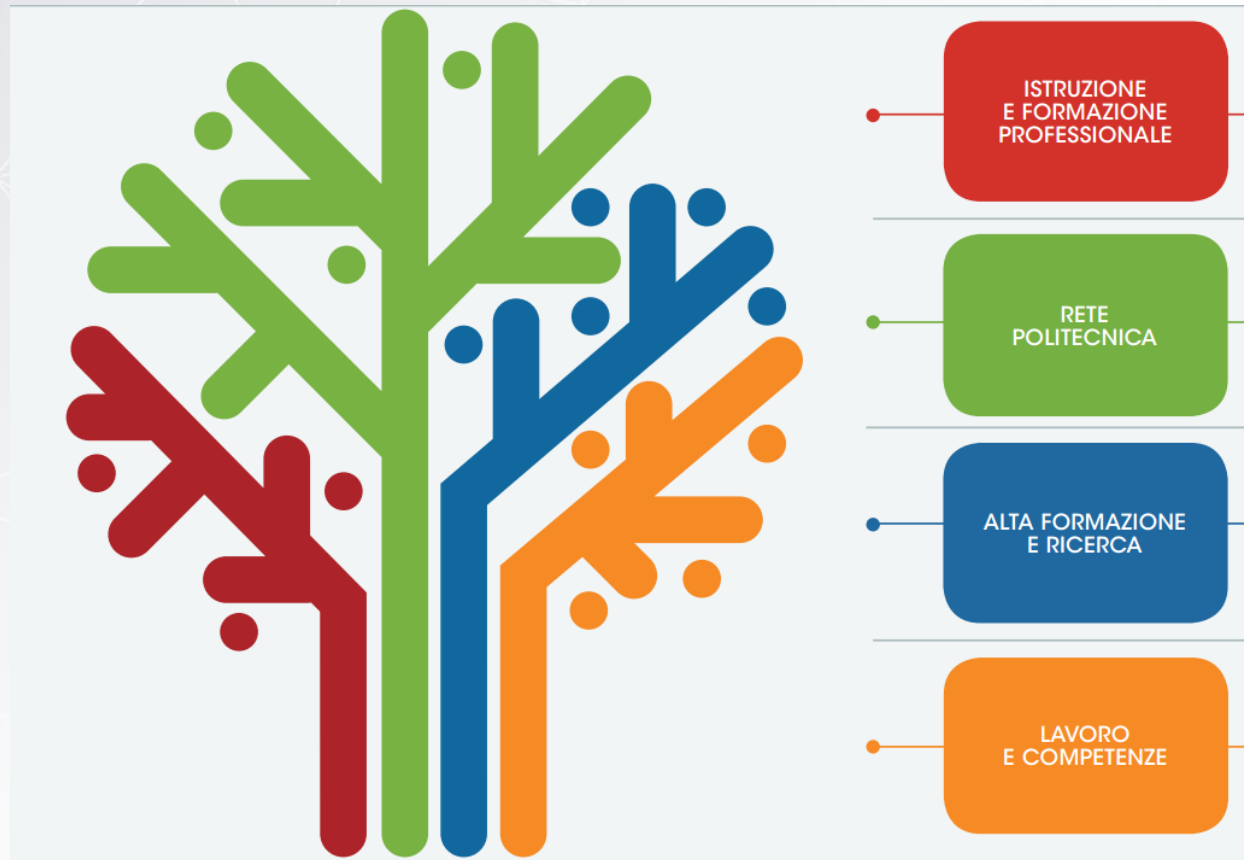 ISTRUZIONE
E FORMAZIONE
PROFESSIONALE
RETE
POLITECNICA
ALTA FORMAZIONE
E RICERCA
LAVORO
E COMPETENZE